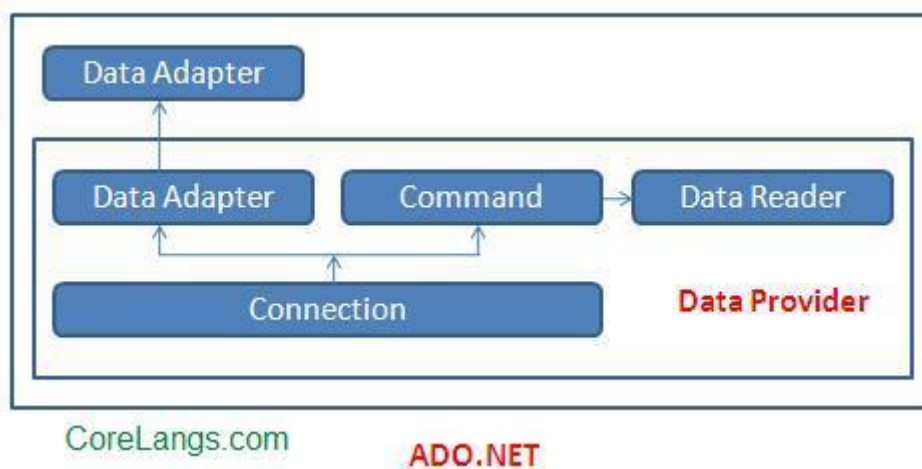 Data Adapter
Data Adapter
Command
Data Reader
Connection
Data Provider
CoreLangs.com
ADO.NET